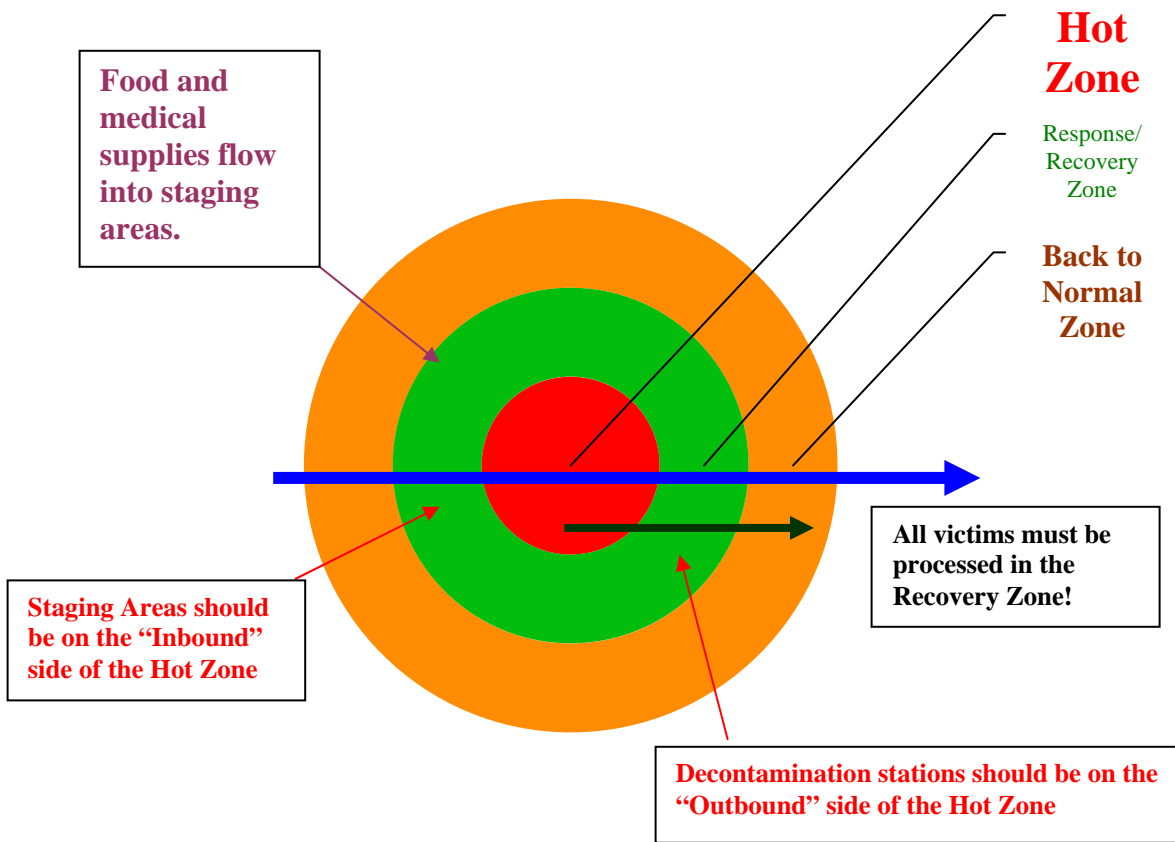 Hot
Zone
Food and
medical
supplies flow
into staging
areas.
Response/
Recovery
Zone
Back to
Normal
Zone
All victims must be
processed in the
Recovery Zone!
Staging Areas should
be on the “Inbound”
side of the Hot Zone
Decontamination stations should be on the
“Outbound” side of the Hot Zone